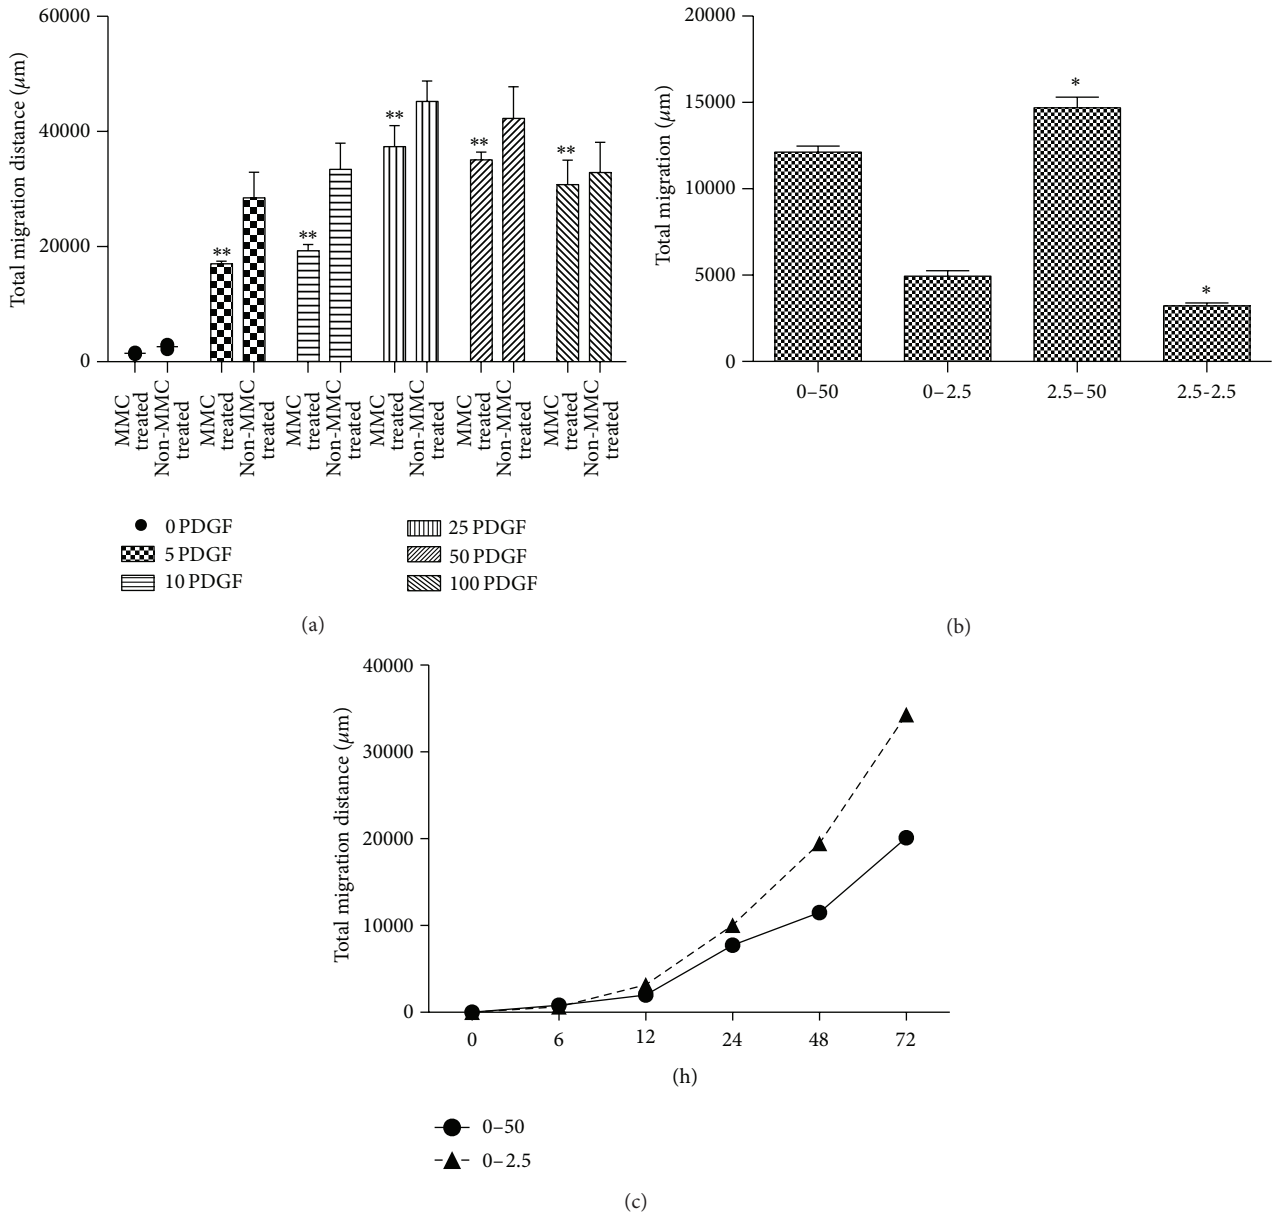 60000
40000
20000
0
Total migration distance (μm)
**
**
**
**
**
MMC
treated
Non-MMC
treated
MMC
treated
Non-MMC
treated
MMC
treated
Non-MMC
treated
MMC
treated
Non-MMC
treated
MMC
treated
Non-MMC
treated
MMC
treated
Non-MMC
treated
0 PDGF
5 PDGF
10 PDGF
25 PDGF
50 PDGF
100 PDGF
(a)
20000
15000
10000
5000
0
Total migration (μm)
*
*
0–50
0–2.5
2.5–50
2.5-2.5
(b)
40000
30000
20000
10000
0
Total migration distance (μm)
0
6
12
24
48
72
(h)
0–50
0–2.5
(c)